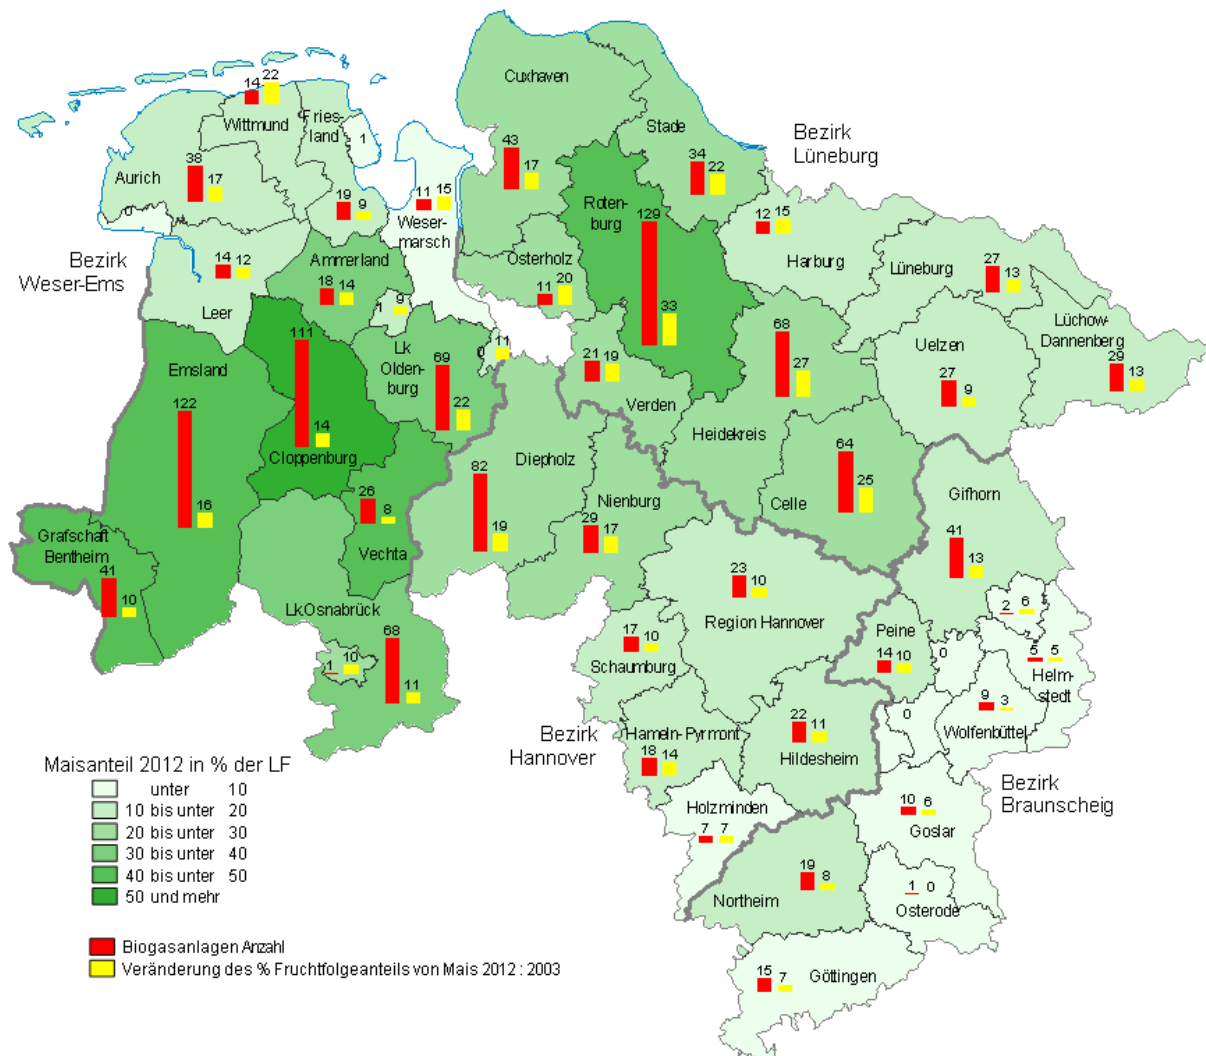 Cuxhaven
14 22
Wittmund
Fries-
land
1
Stade
Bezirk
Lüneburg
43 17
34 22
38 17
Aurich
0
19 9
11 15
Weser-
marsch
Roten-
burg
129 33
12 15
Harburg
Bezirk
Weser-Ems
14 12
Leer
Ammerland
18 14
Osterholz
11 20
Lüneburg
27 13
1 9
Lüchow-
Dannenberg
29 13
111 14
Cloppenburg
Lk
Oldenburg
69 22
0 11
21 19
Verden
68 27
Heidekreis
Uelzen
27 9
Emsland
122 16
Diepholz
82 19
Nienburg
29 17
64 25
Celle
Gifhorn
41 13
26 8
Vechta
Grafschaft
Bentheim
41 10
23 10
Region Hannover
2 6
Lk Osnabrück
1 10
68 11
17 10
Schaumburg
Peine
14 10
0
5 5
Helm-
stedt
9 3
Wolfenbüttel
0
Bezirk
Hannover
Hameln-Pyrmont
18 14
22 11
Hildesheim
Bezirk
Braunscheig
Holzminden
7 7
10 6
Goslar
19 8
Northeim
1 0
Osterode
15 7
Göttingen
Maisanteil 2012 in % der LF
unter 10
10 bis unter 20
20 bis unter 30
30 bis unter 40
40 bis unter 50
50 und mehr
Biogasanlagen Anzahl
Veränderung des % Fruchtfolgeanteils von Mais 2012 : 2003